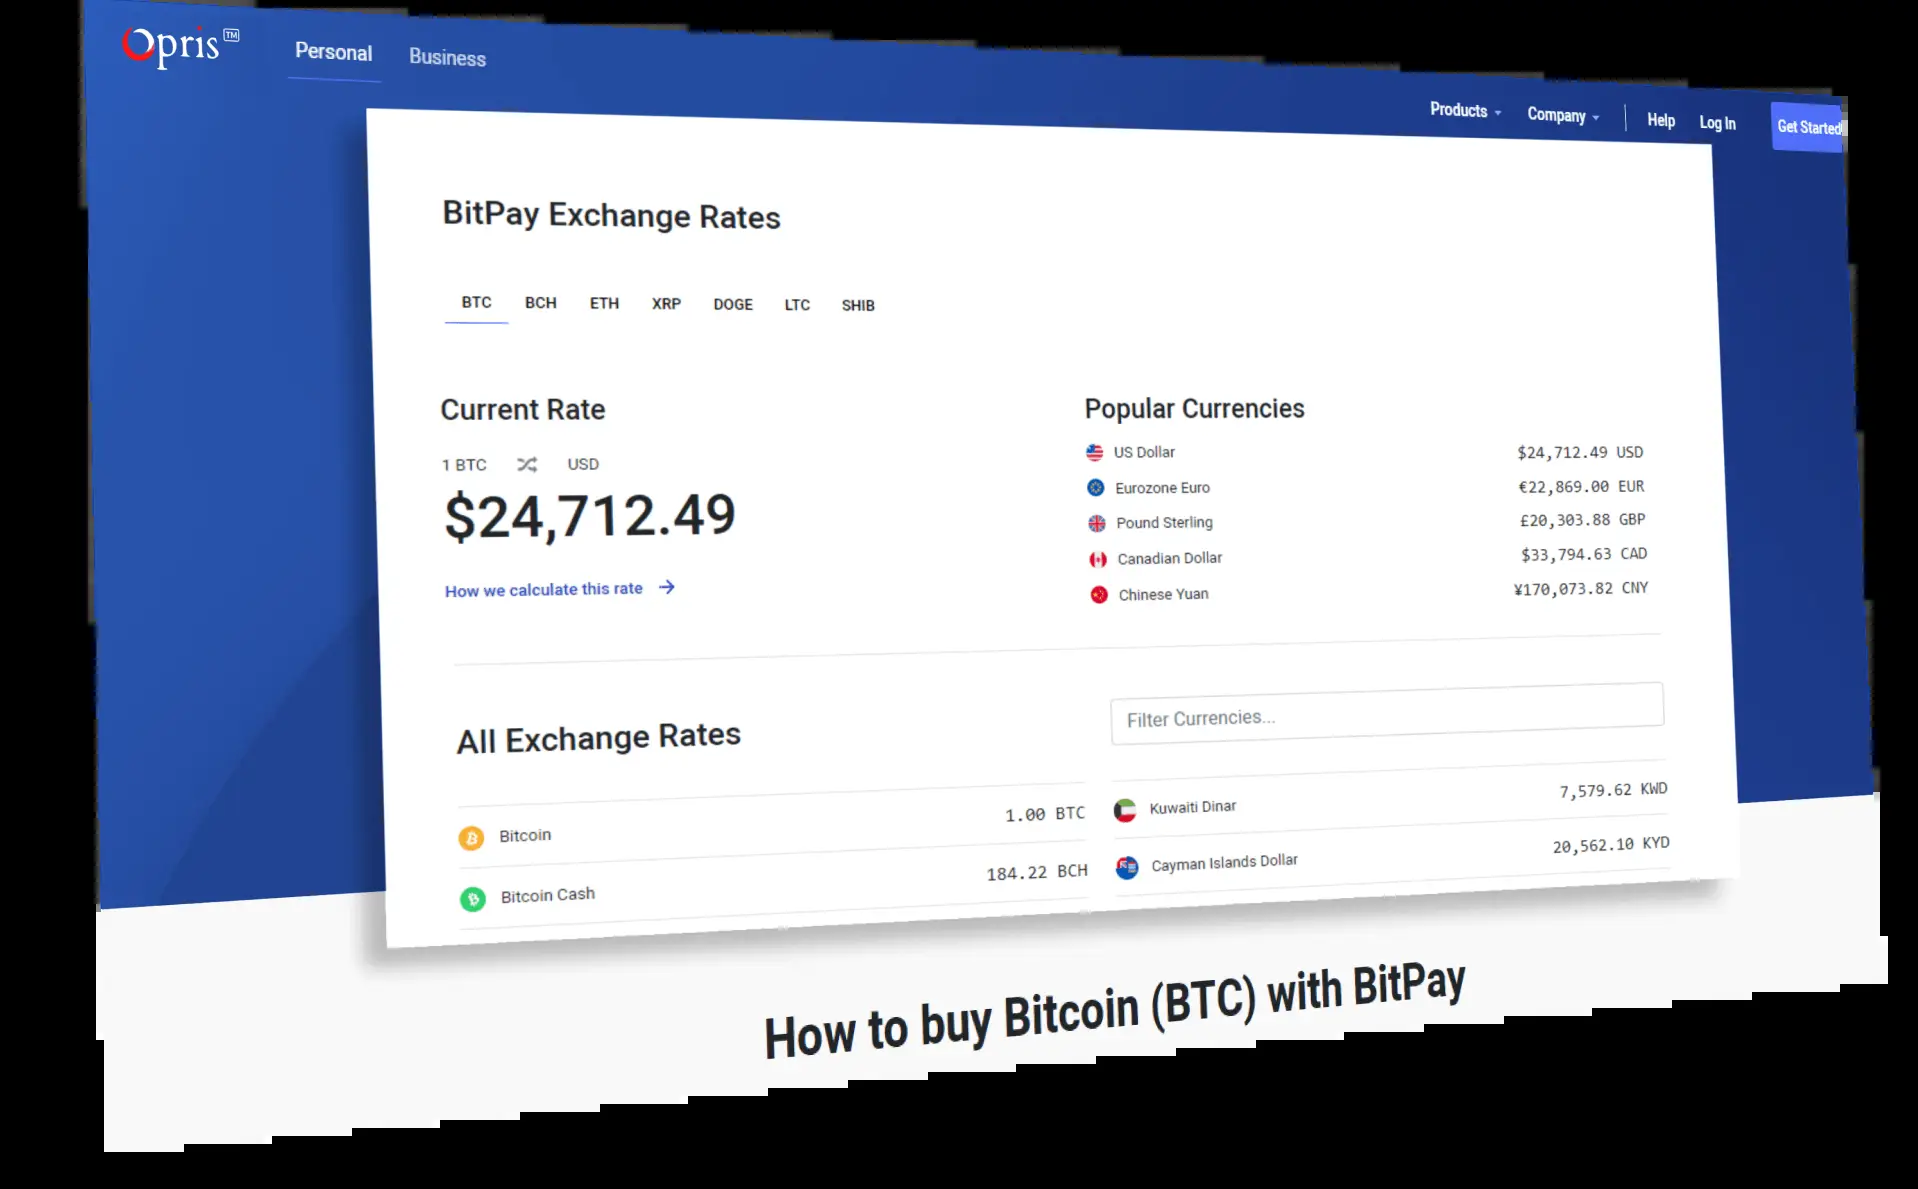 Opris TM
Personal Business
Products Company Help Log In Get Started
BitPay Exchange Rates
BTC BCH ETH XRP DOGE LTC SHIB
Current Rate
1 BTC USD
$24,712.49
How we calculate this rate →
Popular Currencies
US Dollar $24,712.49 USD
Eurozone Euro €22,869.00 EUR
Pound Sterling £20,303.88 GBP
Canadian Dollar $33,794.63 CAD
Chinese Yuan ¥170,073.82 CNY
All Exchange Rates
Filter Currencies...
Bitcoin 1.00 BTC
Kuwaiti Dinar 7,579.62 KWD
Bitcoin Cash 184.22 BCH
Cayman Islands Dollar 20,562.10 KYD
How to buy Bitcoin (BTC) with BitPay